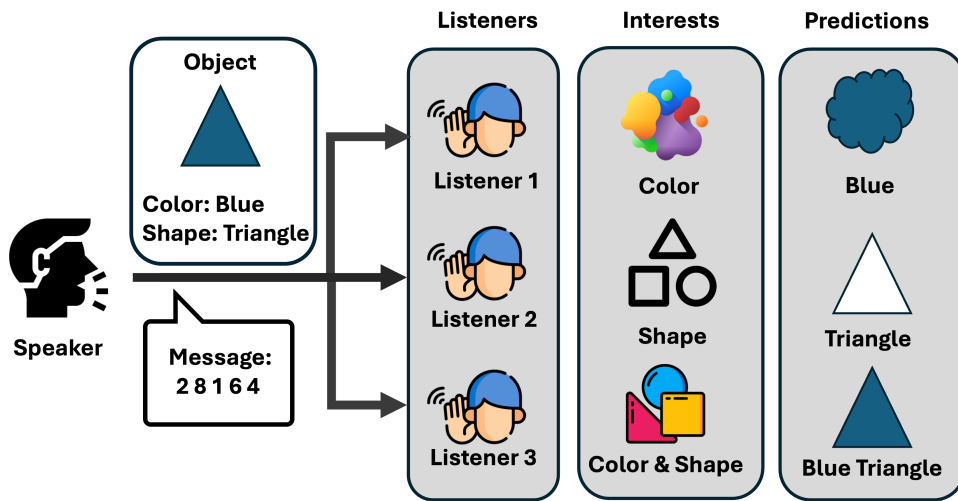 Listeners
Interests
Predictions
Object
Color: Blue
Shape: Triangle
Speaker
Message:
2 8 1 6 4
Listener 1
Color
Blue
Listener 2
Shape
Triangle
Listener 3
Color & Shape
Blue Triangle